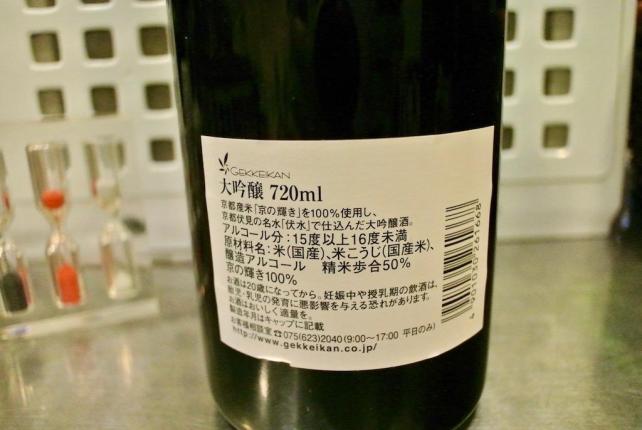 GEKKEIKAN
大吟醸 720ml
京都産米「京の輝き」を100%使用し、
京都伏見の名水「伏水」で仕込んだ大吟醸酒。
アルコール分：15度以上16度未満
原材料名：米（国産）、米こうじ（国産米）、
醸造アルコール 精米歩合50%
京の輝き100%
お酒は20歳になってから。妊娠中や授乳期の飲酒は、
胎児・乳児の発育に悪影響を与える恐れがあります。
お酒はおいしく適量を。
製造年月はキャップに記載
お客様相談室☎075(623)2040(9:00～17:00 平日のみ)
http://www.gekkeikan.co.jp/